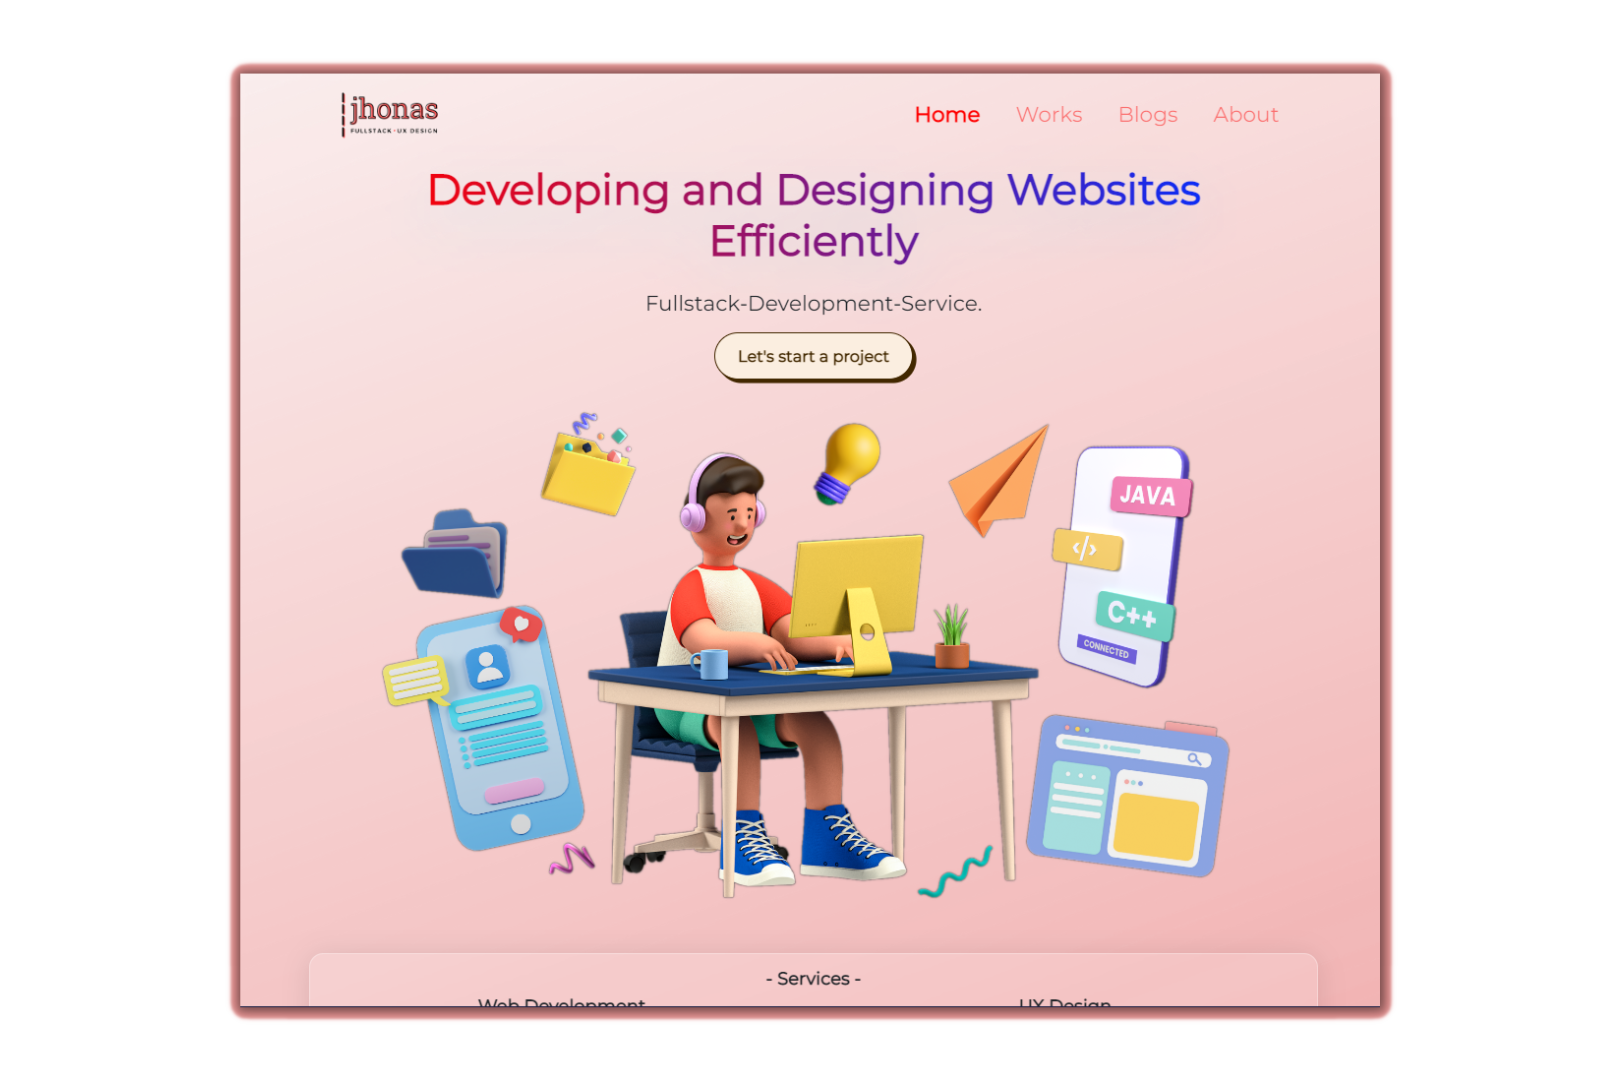 jhonas
FULLSTACK-UX DESIGN
Home Works Blogs About
Developing and Designing Websites
Efficiently
Fullstack-Development-Service.
Let's start a project
JAVA
</>
C++
CONNECTED
- Services -
Web Development UX Design